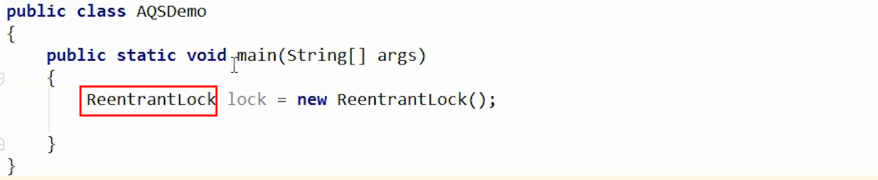 public class AQSDemo
{
public static void main(String[] args)
{
ReentrantLock lock = new ReentrantLock();
}
}